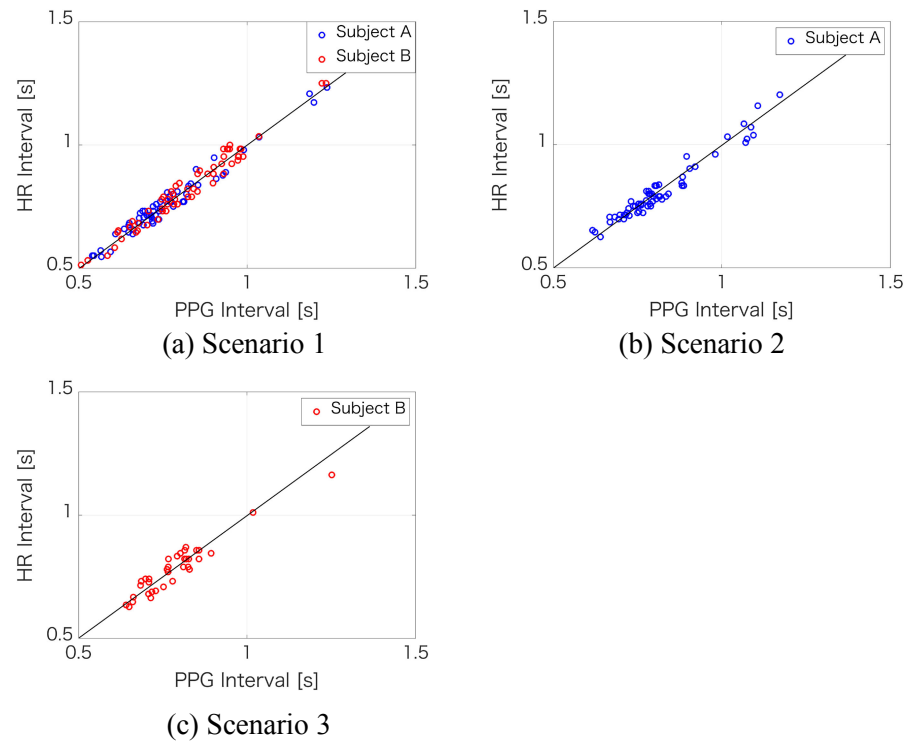 1.5
Subject A
Subject B
HR Interval [s]
1
0.5
0.5
1
1.5
PPG Interval [s]
(a) Scenario 1
1.5
Subject A
HR Interval [s]
1
0.5
0.5
1
1.5
PPG Interval [s]
(b) Scenario 2
1.5
Subject B
HR Interval [s]
1
0.5
0.5
1
1.5
PPG Interval [s]
(c) Scenario 3